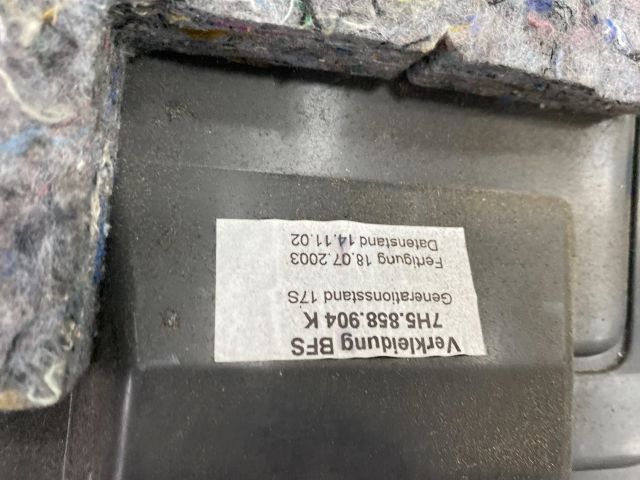 Verkleidung BFS
7H5.858.904 K
Generationsstand 17S
Fertigung 18.07.2003
Datenstand 14.11.02